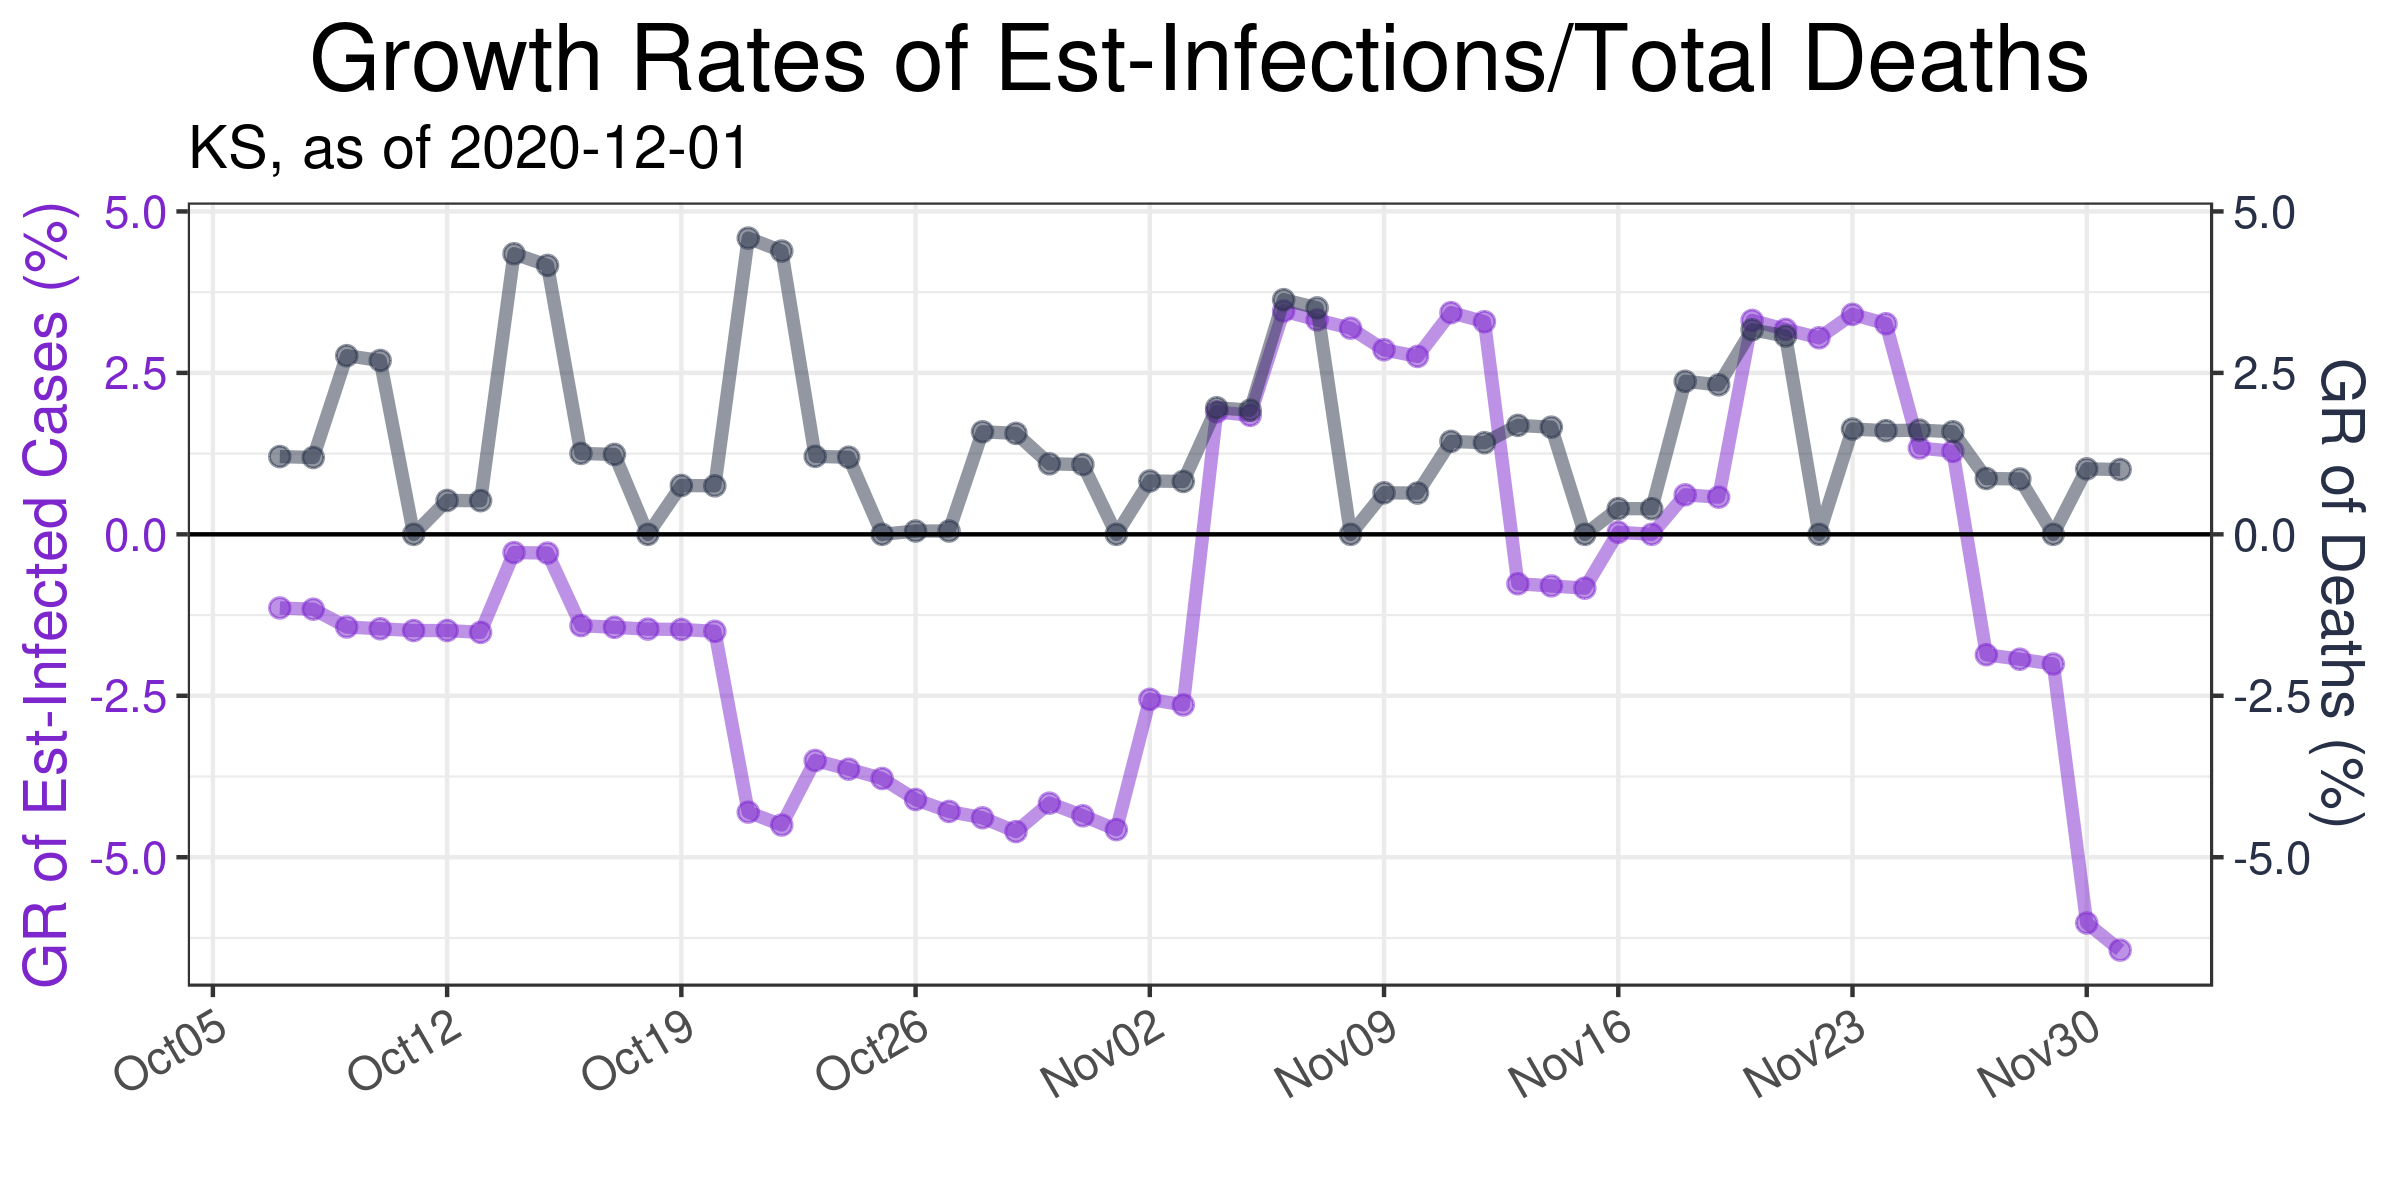 Growth Rates of Est-Infections/Total Deaths
KS, as of 2020-12-01
GR of Est-Infected Cases (%)
5.0
2.5
0.0
-2.5
-5.0
5.0
2.5
0.0
-2.5
-5.0
GR of Deaths (%)
Oct05
Oct12
Oct19
Oct26
Nov02
Nov09
Nov16
Nov23
Nov30